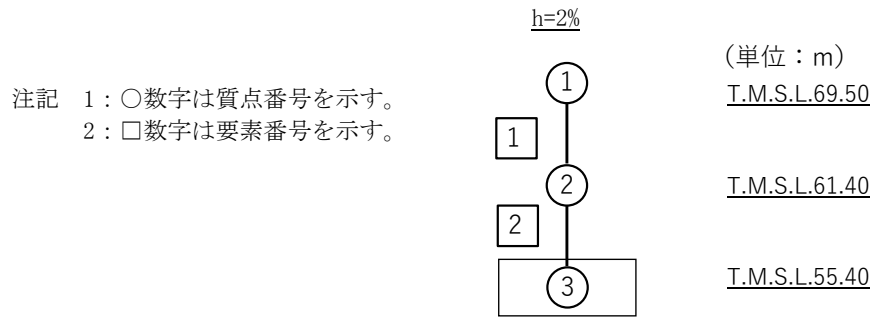 h=2%
(単位：m)
注記　1：○数字は質点番号を示す。
2：□数字は要素番号を示す。
1
T.M.S.L.69.50
1
2
T.M.S.L.61.40
2
3
T.M.S.L.55.40